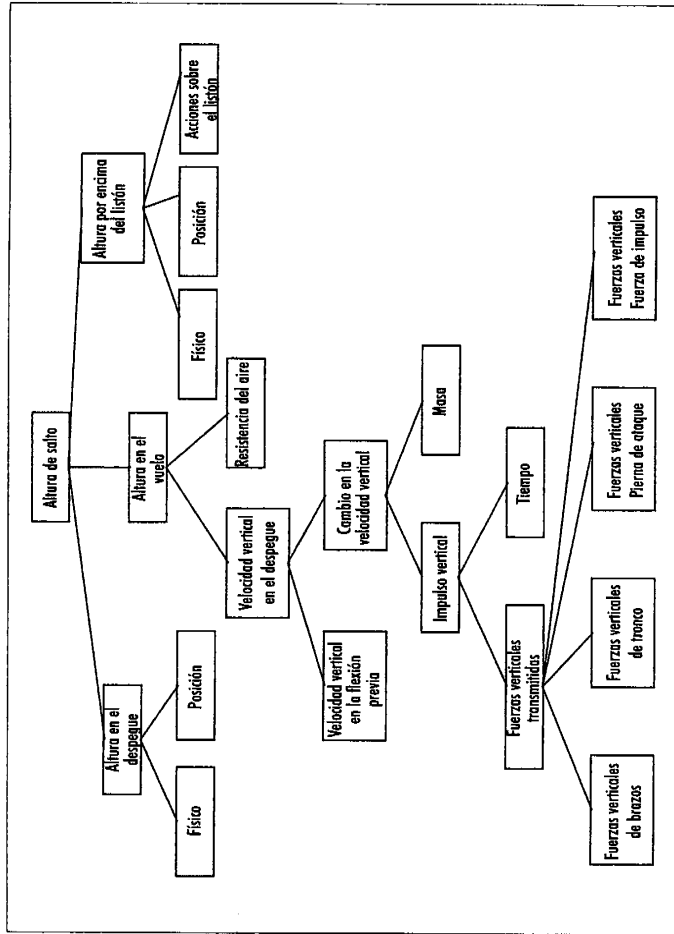 Altura de salto
Altura en el
despegue
Altura en el
vuelo
Altura por encima
del listón
Físico
Posición
Velocidad vertical
en el despegue
Resistencia del aire
Físico
Posición
Acciones sobre
el listón
Velocidad vertical
en la flexión
previa
Cambio en la
velocidad vertical
Impulso vertical
Masa
Fuerzas verticales
transmitidas
Tiempo
Fuerzas verticales
de brazos
Fuerzas verticales
de tronco
Fuerzas verticales
Pierna de ataque
Fuerzas verticales
Fuerza de impulso